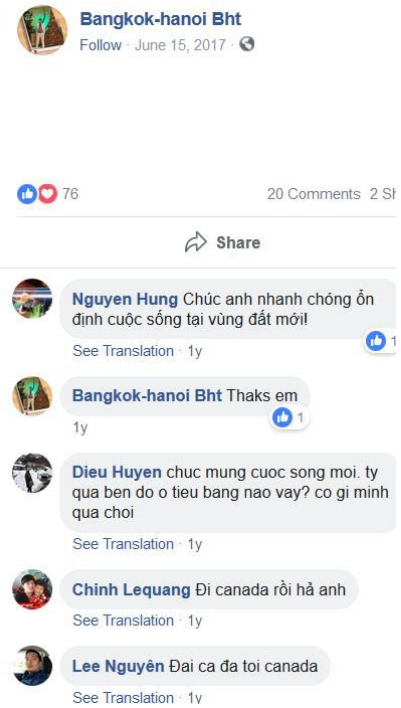 Bangkok-hanoi Bht
Follow · June 15, 2017 ·
76
20 Comments 2 Sh
Share
Nguyen Hung Chúc anh nhanh chóng ổn
định cuộc sống tại vùng đất mới!
1
See Translation · 1y
Bangkok-hanoi Bht Thaks em
1
1y
Dieu Huyen chuc mung cuoc song moi. ty
qua ben do o tieu bang nao vay? co gi minh
qua choi
See Translation · 1y
Chinh Lequang Đi canada rồi hả anh
See Translation · 1y
Lee Nguyên Đai ca đa toi canada
See Translation · 1y